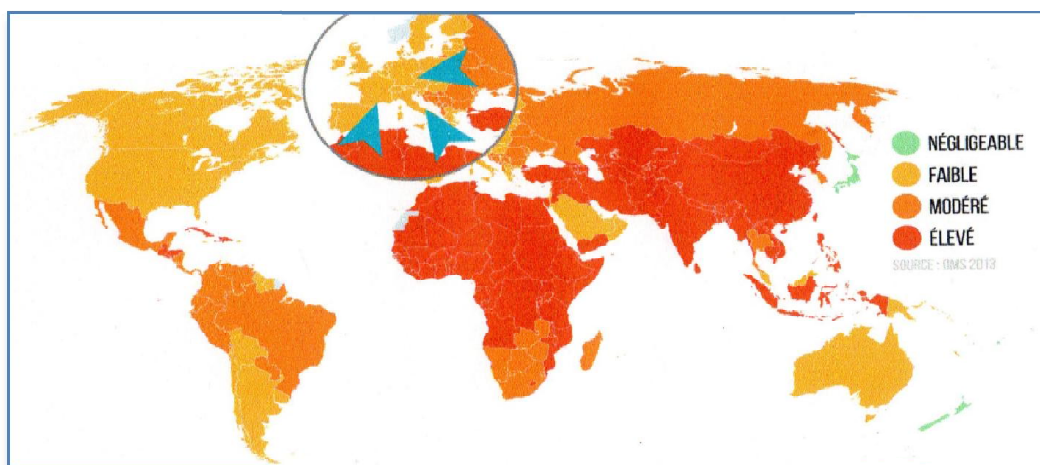 NÉGLIGEABLE
FAIBLE
MODÉRÉ
ÉLEVÉ
SOURCE : OMS 2013